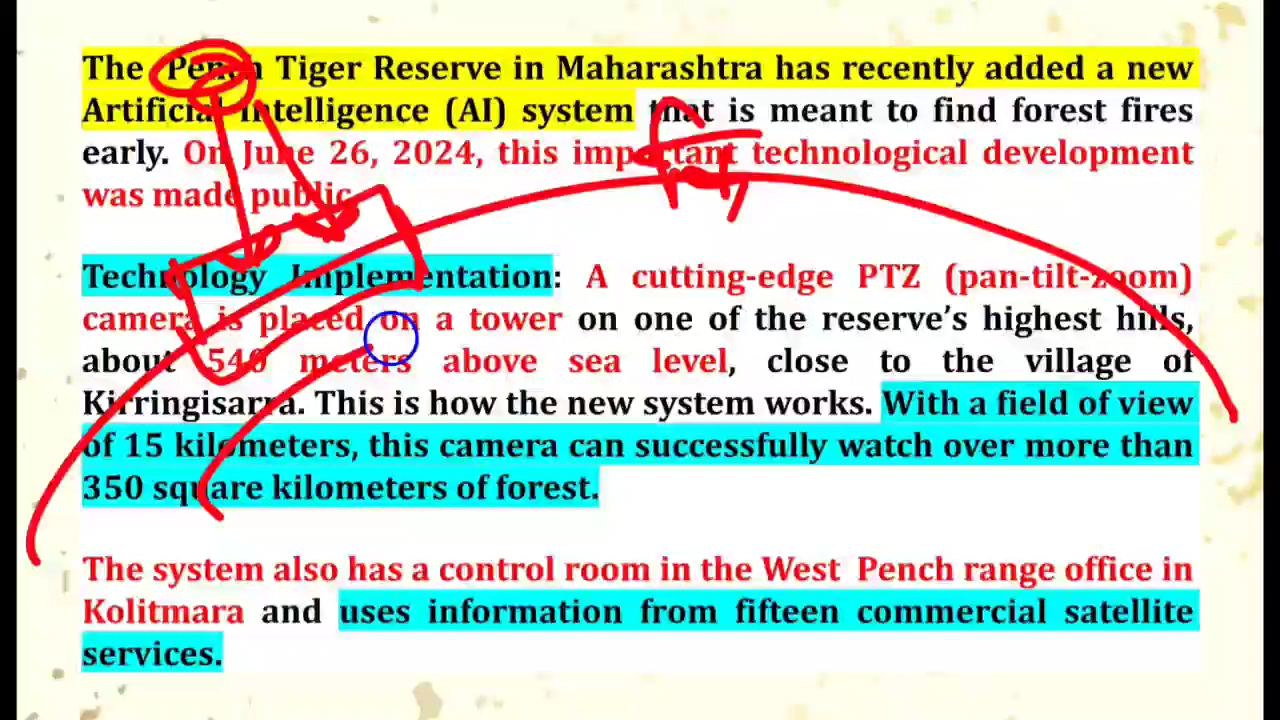 The Pench Tiger Reserve in Maharashtra has recently added a new
Artificial Intelligence (AI) system that is meant to find forest fires
early. On June 26, 2024, this important technological development
was made public.
Technology Implementation: A cutting-edge PTZ (pan-tilt-zoom)
camera is placed on a tower on one of the reserve's highest hills,
about 540 meters above sea level, close to the village of
Kirringisarra. This is how the new system works. With a field of view
of 15 kilometers, this camera can successfully watch over more than
350 square kilometers of forest.
The system also has a control room in the West Pench range office in
Kolitmara and uses information from fifteen commercial satellite
services.